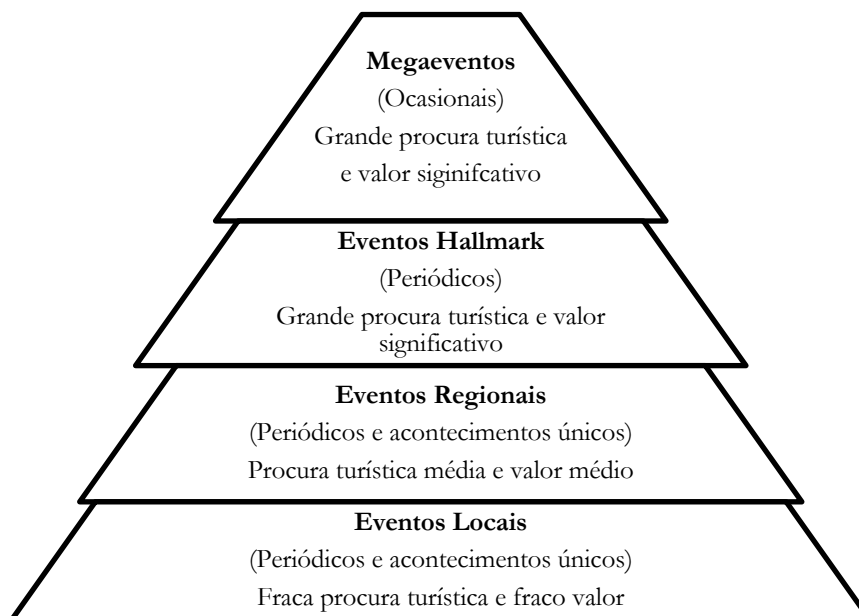 Megaeventos
(Ocasionais)
Grande procura turística
e valor siginifcativo
Eventos Hallmark
(Periódicos)
Grande procura turística e valor
significativo
Eventos Regionais
(Periódicos e acontecimentos únicos)
Procura turística média e valor médio
Eventos Locais
(Periódicos e acontecimentos únicos)
Fraca procura turística e fraco valor